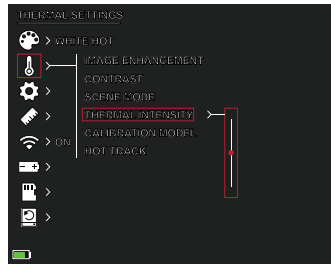 THERMAL SETTINGS
WHITE HOT
IMAGE ENHANCEMENT
CONTRAST
SCENE MODE
THERMAL INTENSITY
CALIBRATION MODEL
ON
HOT TRACK